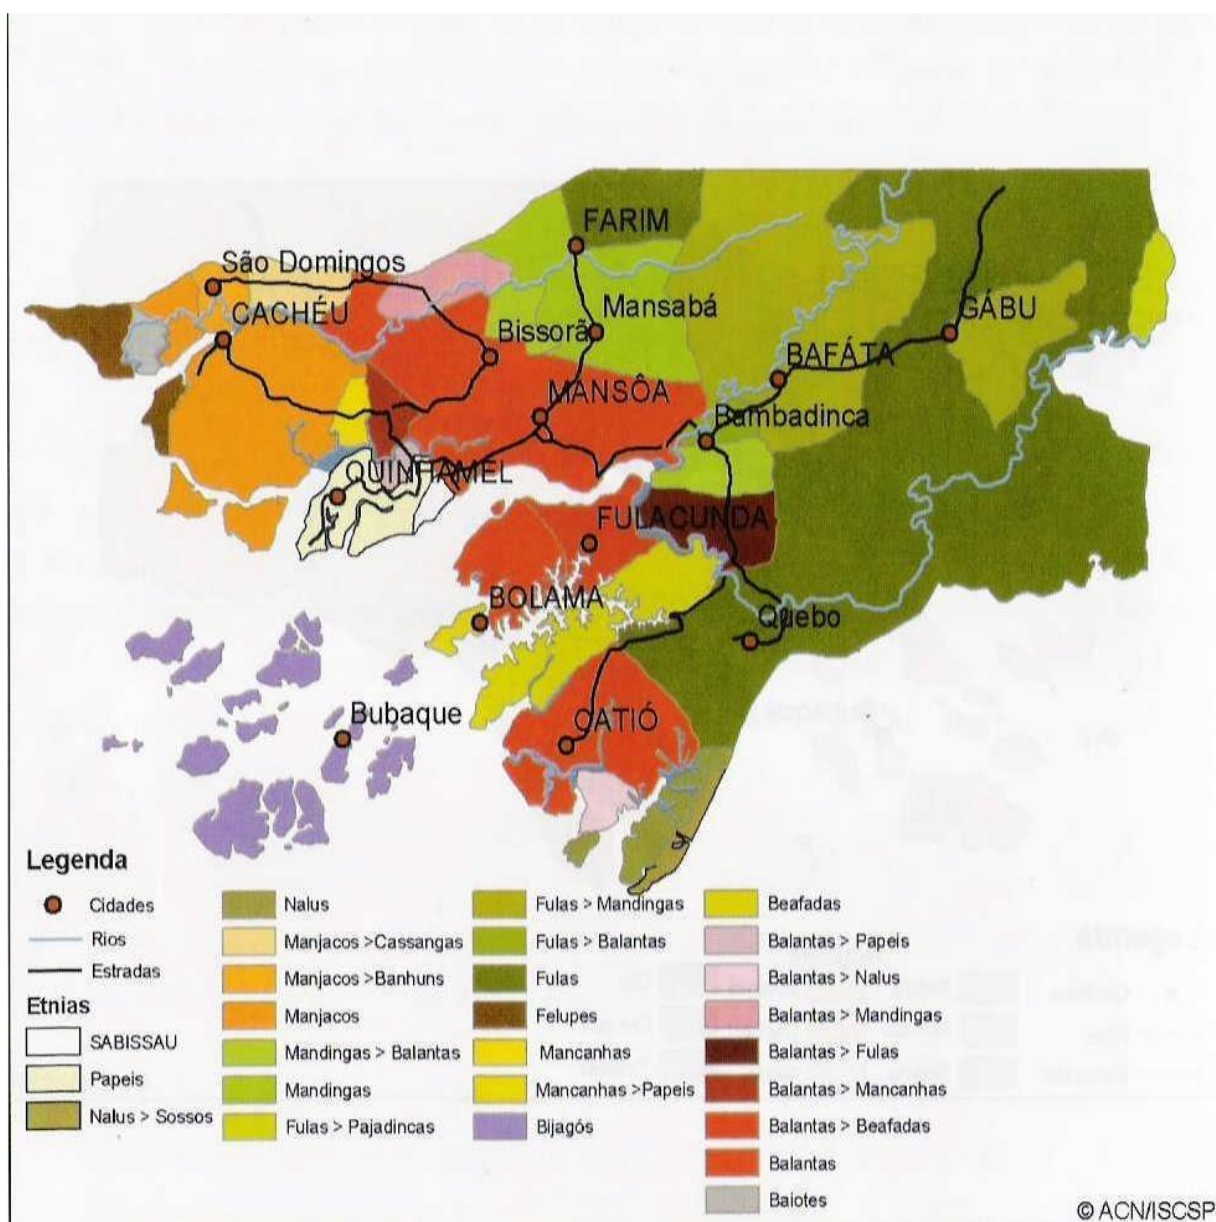 FARIM
São Domingos
CACHÉU
Mansabá
GÁBU
Bissorã
BAFÁTA
MANSÔA
Bambadinca
QUINHAMEL
FULACUNDA
BOLAMA
Quebo
Bubaque
CATIÓ
Legenda
Cidades
Rios
Estradas
Etnias
SABISSAU
Papeis
Nalus > Sossos
Nalus
Manjacos >Cassangas
Manjacos >Banhuns
Manjacos
Mandingas > Balantas
Mandingas
Fulas > Pajadincas
Fulas > Mandingas
Fulas > Balantas
Fulas
Felupes
Mancanhas
Mancanhas >Papeis
Bijagós
Beafadas
Balantas > Papeis
Balantas > Nalus
Balantas > Mandingas
Balantas > Fulas
Balantas > Mancanhas
Balantas > Beafadas
Balantas
Baiotes
© ACN/ISCSP